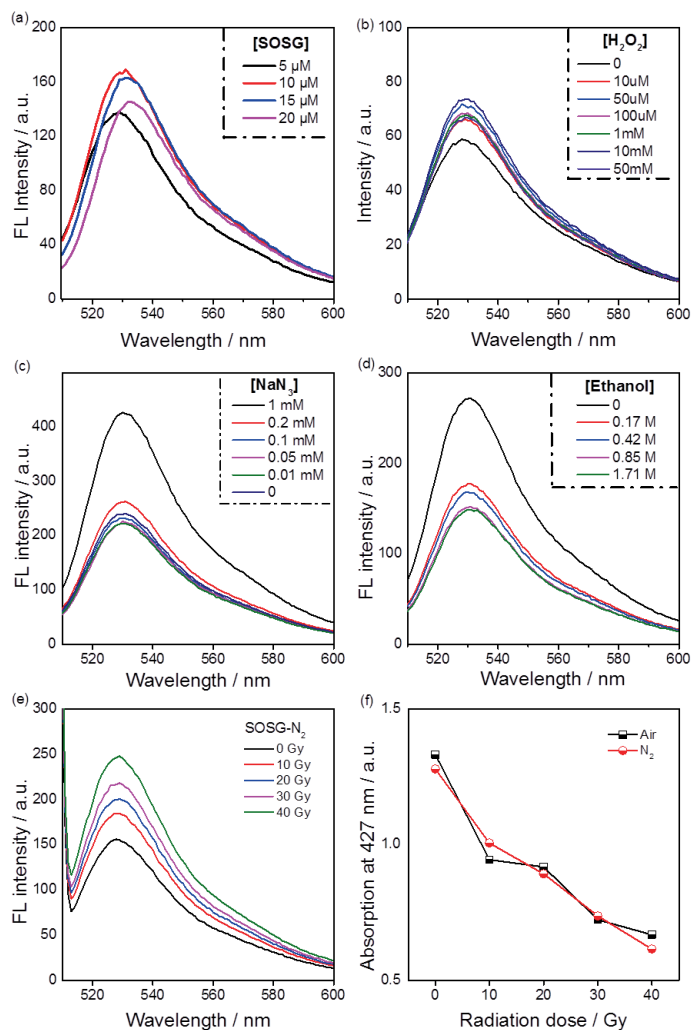 (a)
[SOSG]
5 µM
10 µM
15 µM
20 µM
200
160
120
80
40
0
520 540 560 580 600
FL Intensity / a.u.
Wavelength / nm
(b)
[H₂O₂]
0
10uM
50uM
100uM
1mM
10mM
50mM
100
80
60
40
20
0
520 540 560 580 600
Intensity / a.u.
Wavelength / nm
(c)
[NaN₃]
1 mM
0.2 mM
0.1 mM
0.05 mM
0.01 mM
0
400
300
200
100
0
520 540 560 580 600
FL intensity / a.u.
Wavelength / nm
(d)
[Ethanol]
0
0.17 M
0.42 M
0.85 M
1.71 M
300
200
100
0
520 540 560 580 600
FL intensity / a.u.
Wavelength / nm
(e)
SOSG-N₂
0 Gy
10 Gy
20 Gy
30 Gy
40 Gy
300
250
200
150
100
50
0
520 540 560 580 600
FL intensity / a.u.
Wavelength / nm
(f)
Air
N₂
1.5
1.0
0.5
0 10 20 30 40
Absorption at 427 nm / a.u.
Radiation dose / Gy